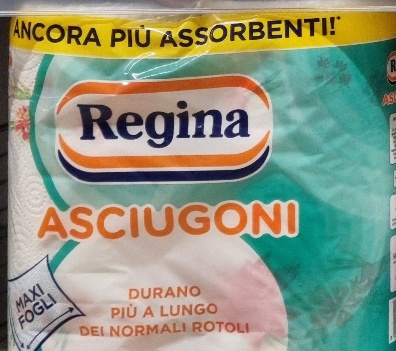 ANCORA PIÙ ASSORBENTI!*
Regina
ASCIUGONI
MAXI
FOGLI
DURANO
PIÙ A LUNGO
DEI NORMALI ROTOLI